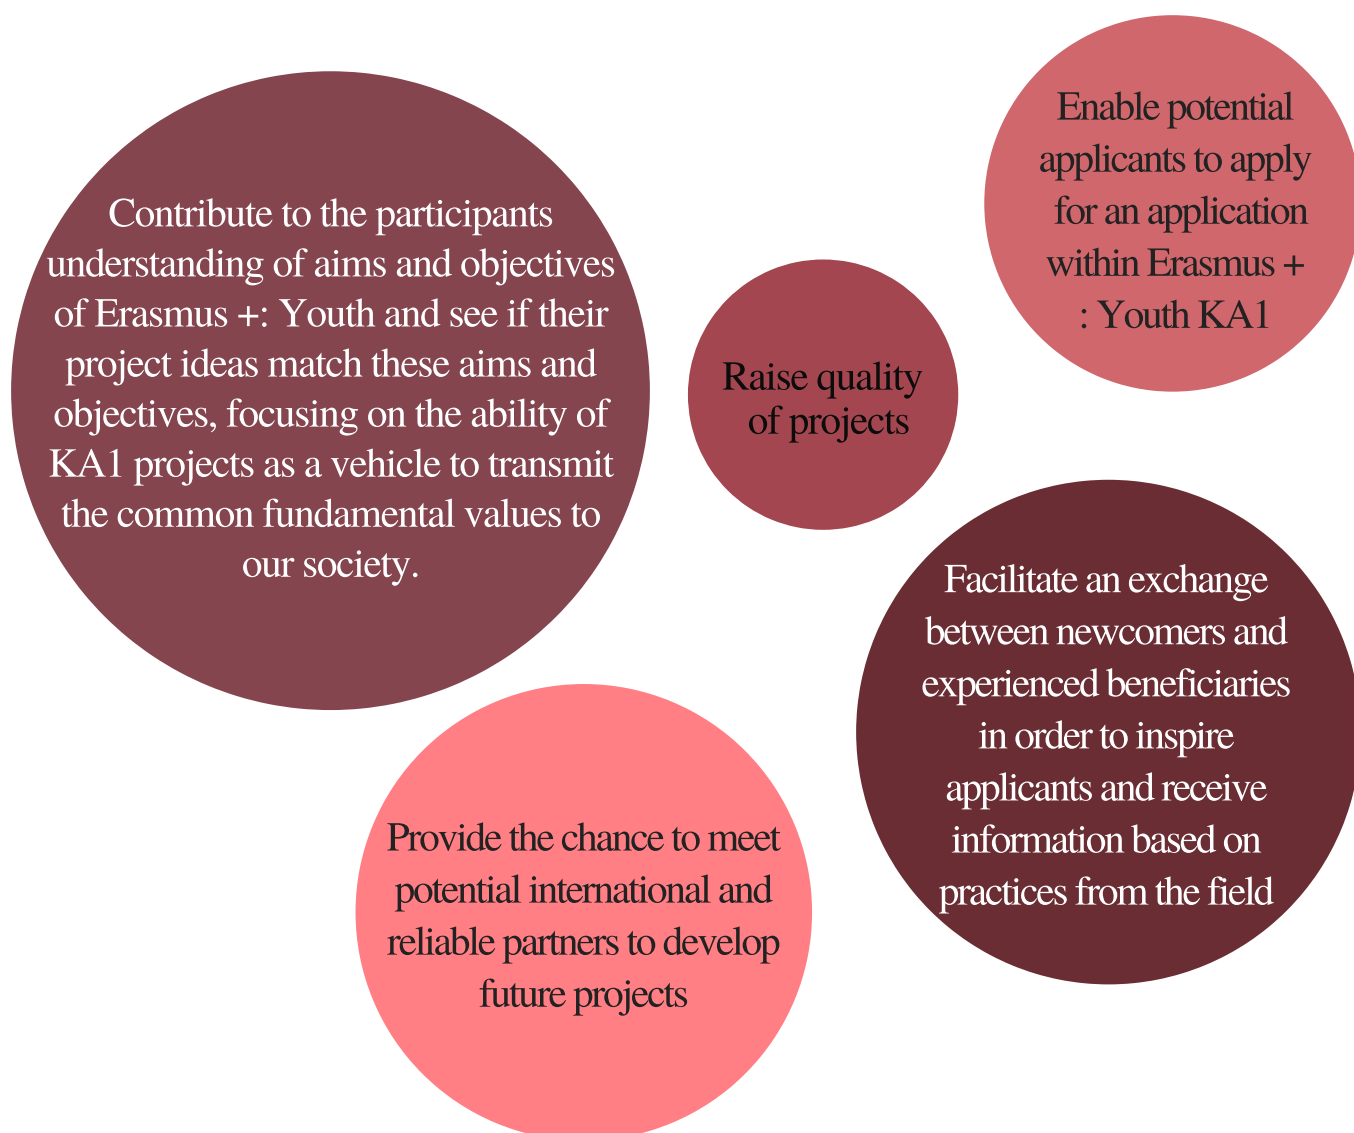 Contribute to the participants
understanding of aims and objectives
of Erasmus +: Youth and see if their
project ideas match these aims and
objectives, focusing on the ability of
KA1 projects as a vehicle to transmit
the common fundamental values to
our society.
Raise quality
of projects
Enable potential
applicants to apply
for an application
within Erasmus +
: Youth KA1
Facilitate an exchange
between newcomers and
experienced beneficiaries
in order to inspire
applicants and receive
information based on
practices from the field
Provide the chance to meet
potential international and
reliable partners to develop
future projects